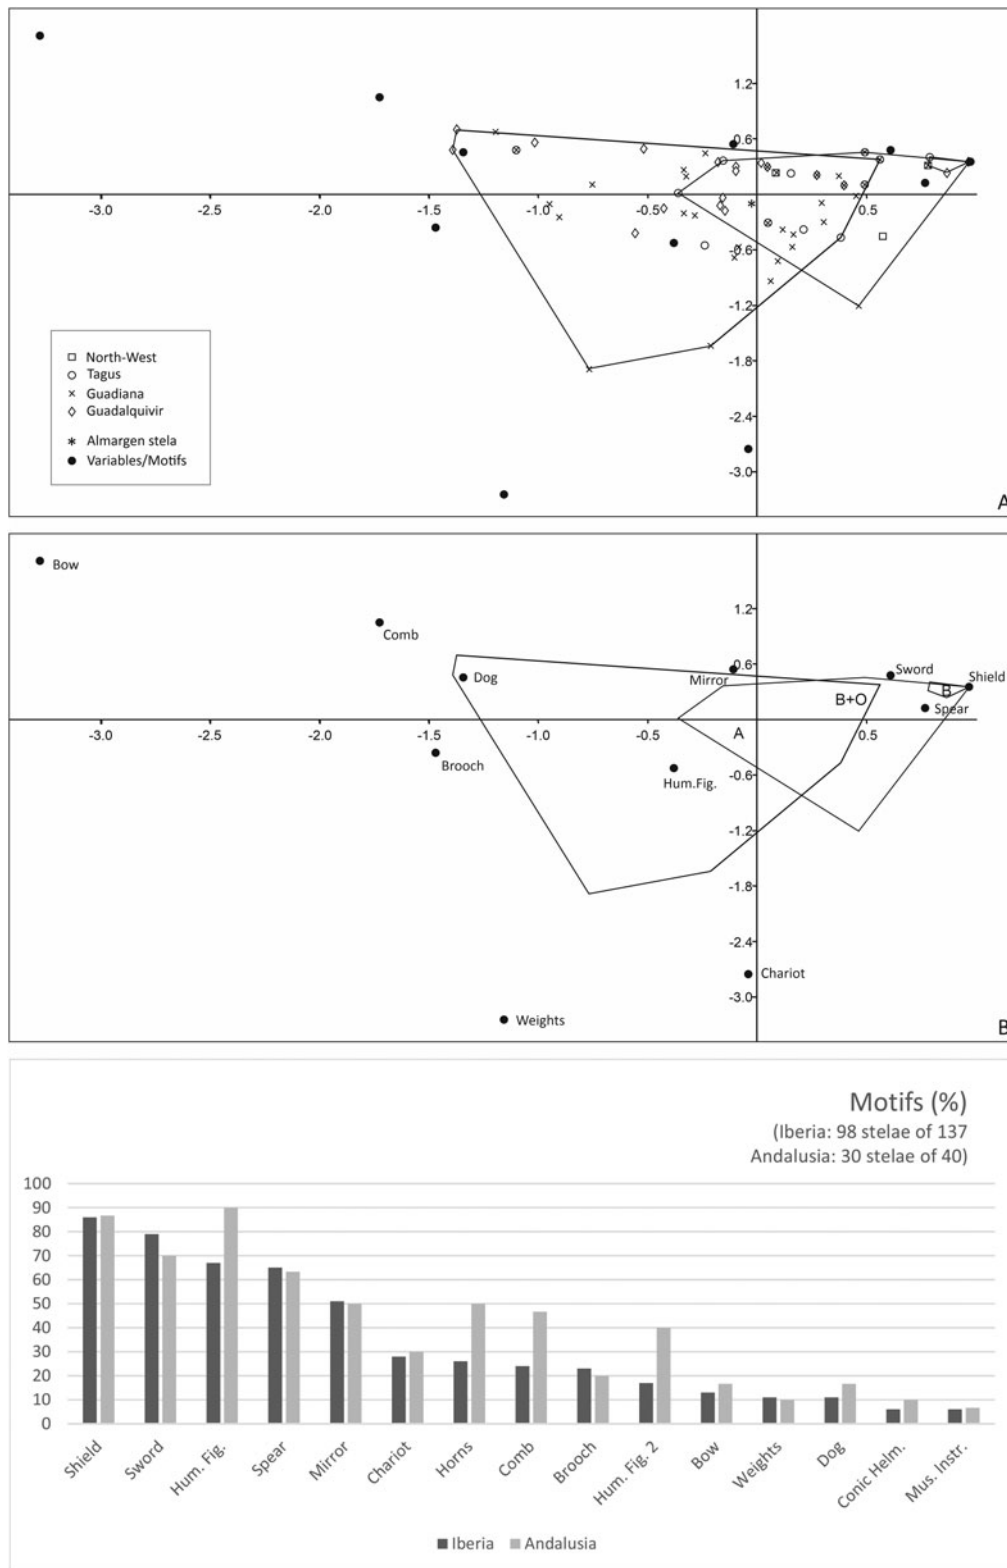 1.2
0.6
-3.0
-2.5
-2.0
-1.5
-1.0
-0.5
0.5
-0.6
-1.2
-1.8
-2.4
-3.0
North-West
Tagus
Guadiana
Guadalquivir
Almargen stela
Variables/Motifs
A
Bow
1.2
Comb
0.6
Sword
Shield
Mirror
Dog
B
B+O
Spear
-3.0
-2.5
-2.0
-1.5
-1.0
-0.5
A
0.5
Brooch
Hum.Fig.
-0.6
-1.2
-1.8
-2.4
Chariot
-3.0
Weights
B
Motifs (%)
(Iberia: 98 stelae of 137
Andalusia: 30 stelae of 40)
100
90
80
70
60
50
40
30
20
10
0
Shield
Sword
Hum. Fig.
Spear
Mirror
Chariot
Horns
Comb
Brooch
Hum. Fig. 2
Bow
Weights
Dog
Conic Helm.
Mus. Instr.
Iberia Andalusia